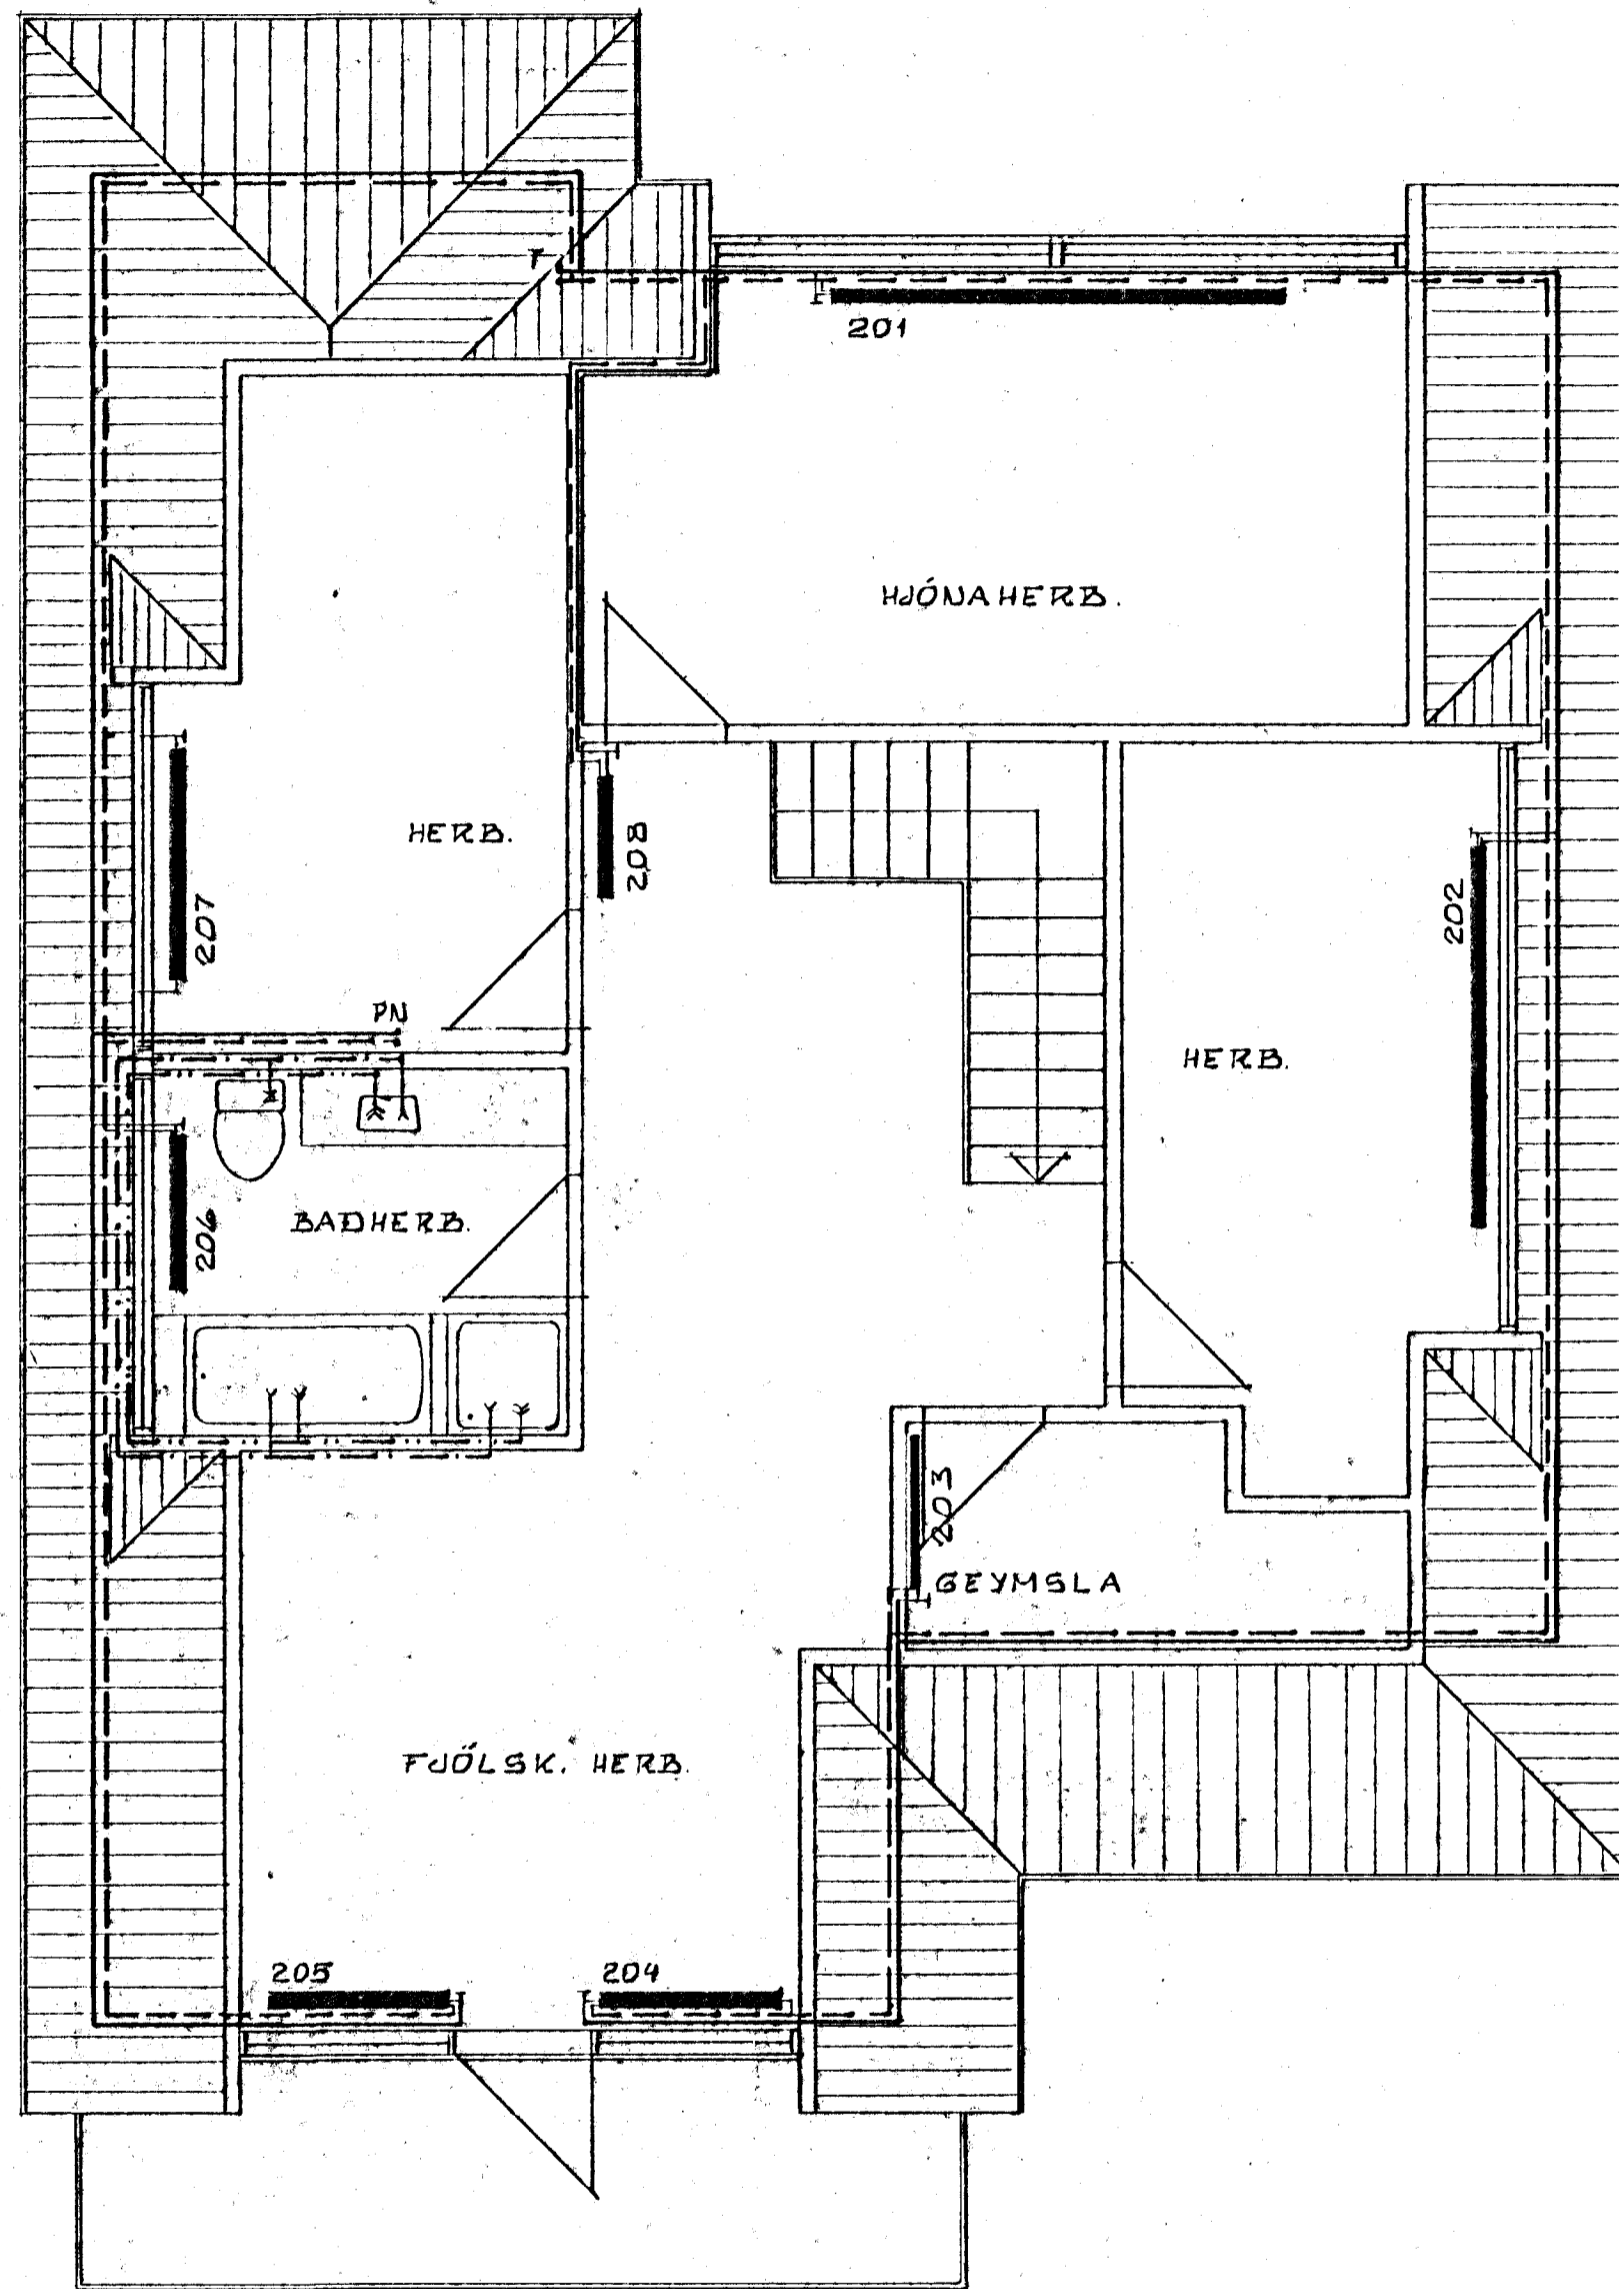 F
201
HJÓNAHERB.
HERB.
208
207
202
PN
HERB.
BAÐHERB.
206
203
GEYMSLA
FJÖLSK. HERB.
205
204